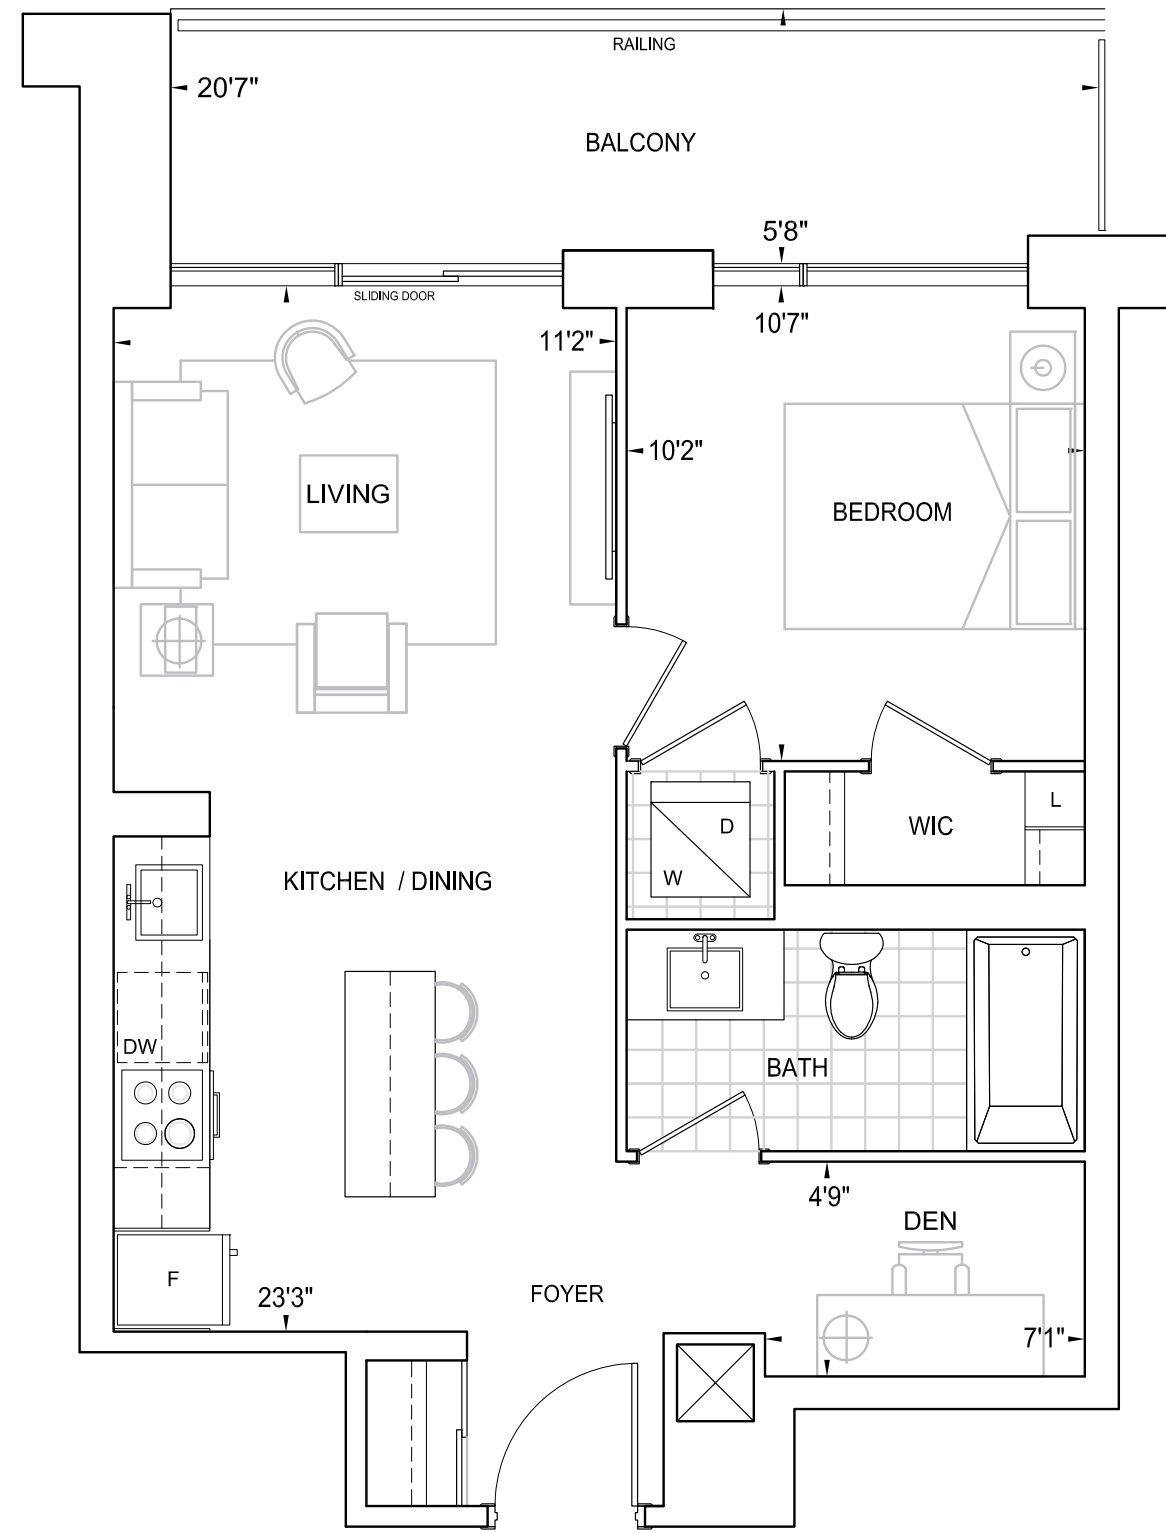 RAILING
20'7"
BALCONY
5'8"
SLIDING DOOR
10'7"
11'2"
10'2"
LIVING
BEDROOM
D
L
WIC
W
KITCHEN / DINING
DW
BATH
4'9"
DEN
F
FOYER
23'3"
7'1"